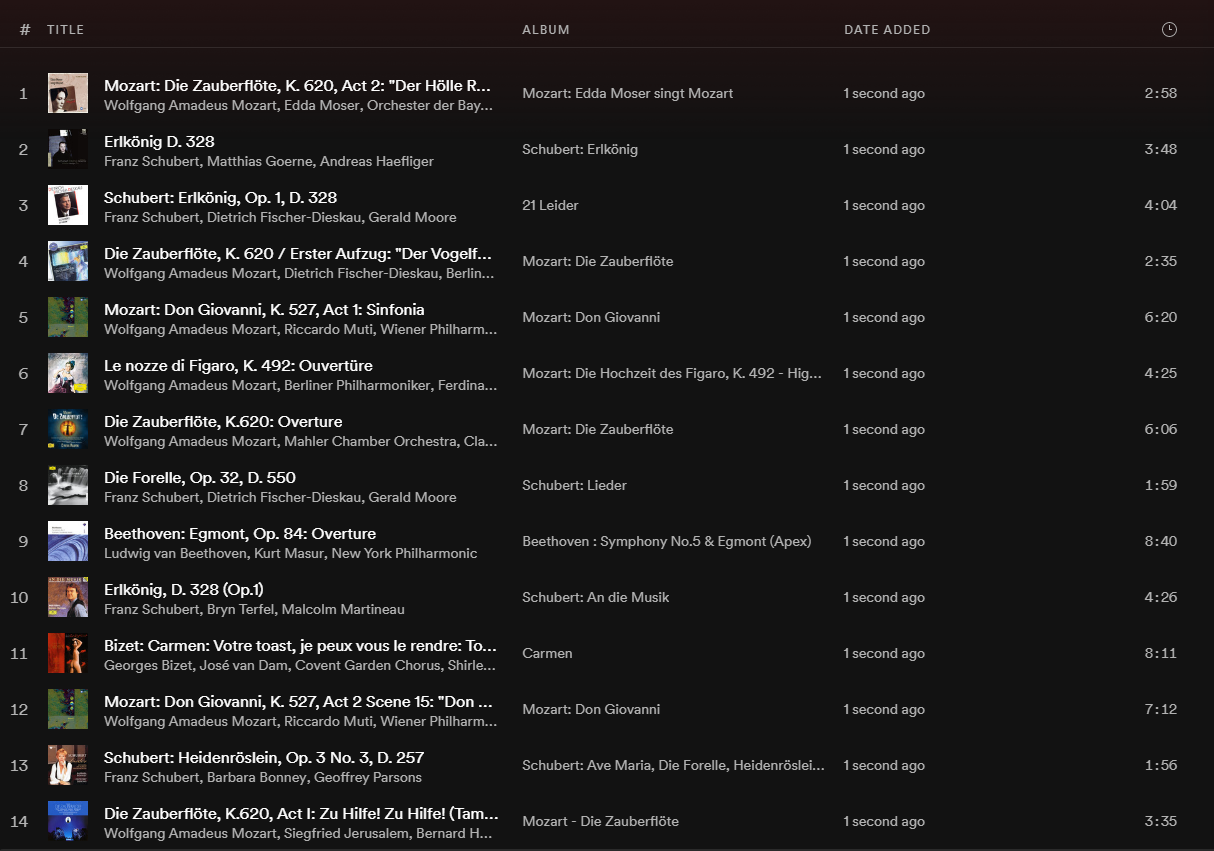 # TITLE ALBUM DATE ADDED
1 Mozart: Die Zauberflöte, K. 620, Act 2: "Der Hölle R... Mozart: Edda Moser singt Mozart 1 second ago 2:58
Wolfgang Amadeus Mozart, Edda Moser, Orchester der Bay...
2 Erlkönig D. 328 Schubert: Erlkönig 1 second ago 3:48
Franz Schubert, Matthias Goerne, Andreas Haefliger
3 Schubert: Erlkönig, Op. 1, D. 328 21 Leider 1 second ago 4:04
Franz Schubert, Dietrich Fischer-Dieskau, Gerald Moore
4 Die Zauberflöte, K. 620 / Erster Aufzug: "Der Vogelf... Mozart: Die Zauberflöte 1 second ago 2:35
Wolfgang Amadeus Mozart, Dietrich Fischer-Dieskau, Berlin...
5 Mozart: Don Giovanni, K. 527, Act 1: Sinfonia Mozart: Don Giovanni 1 second ago 6:20
Wolfgang Amadeus Mozart, Riccardo Muti, Wiener Philharm...
6 Le nozze di Figaro, K. 492: Ouvertüre Mozart: Die Hochzeit des Figaro, K. 492 - Hig... 1 second ago 4:25
Wolfgang Amadeus Mozart, Berliner Philharmoniker, Ferdina...
7 Die Zauberflöte, K.620: Overture Mozart: Die Zauberflöte 1 second ago 6:06
Wolfgang Amadeus Mozart, Mahler Chamber Orchestra, Cla...
8 Die Forelle, Op. 32, D. 550 Schubert: Lieder 1 second ago 1:59
Franz Schubert, Dietrich Fischer-Dieskau, Gerald Moore
9 Beethoven: Egmont, Op. 84: Overture Beethoven : Symphony No.5 & Egmont (Apex) 1 second ago 8:40
Ludwig van Beethoven, Kurt Masur, New York Philharmonic
10 Erlkönig, D. 328 (Op.1) Schubert: An die Musik 1 second ago 4:26
Franz Schubert, Bryn Terfel, Malcolm Martineau
11 Bizet: Carmen: Votre toast, je peux vous le rendre: To... Carmen 1 second ago 8:11
Georges Bizet, José van Dam, Covent Garden Chorus, Shirle...
12 Mozart: Don Giovanni, K. 527, Act 2 Scene 15: "Don ... Mozart: Don Giovanni 1 second ago 7:12
Wolfgang Amadeus Mozart, Riccardo Muti, Wiener Philharm...
13 Schubert: Heidenröslein, Op. 3 No. 3, D. 257 Schubert: Ave Maria, Die Forelle, Heidenröslei... 1 second ago 1:56
Franz Schubert, Barbara Bonney, Geoffrey Parsons
14 Die Zauberflöte, K.620, Act I: Zu Hilfe! Zu Hilfe! (Tam... Mozart - Die Zauberflöte 1 second ago 3:35
Wolfgang Amadeus Mozart, Siegfried Jerusalem, Bernard H...